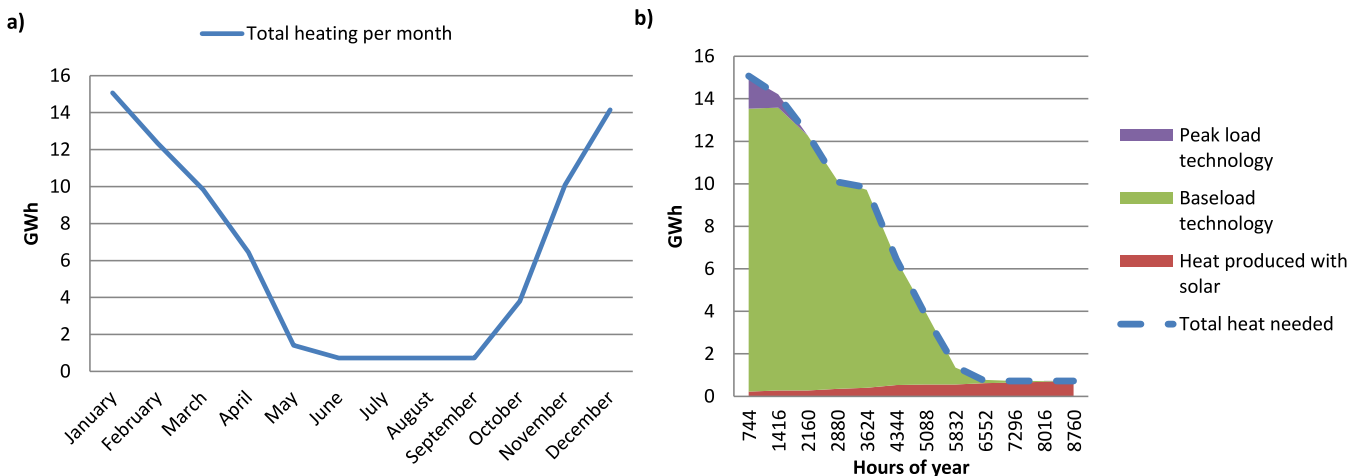 a)
Total heating per month
GWh
16
14
12
10
8
6
4
2
0
January
February
March
April
May
June
July
August
September
October
November
December
b)
GWh
16
14
12
10
8
6
4
2
0
744
1416
2160
2880
3624
4344
5088
5832
6552
7296
8016
8760
Hours of year
Peak load
technology
Baseload
technology
Heat produced with
solar
Total heat needed